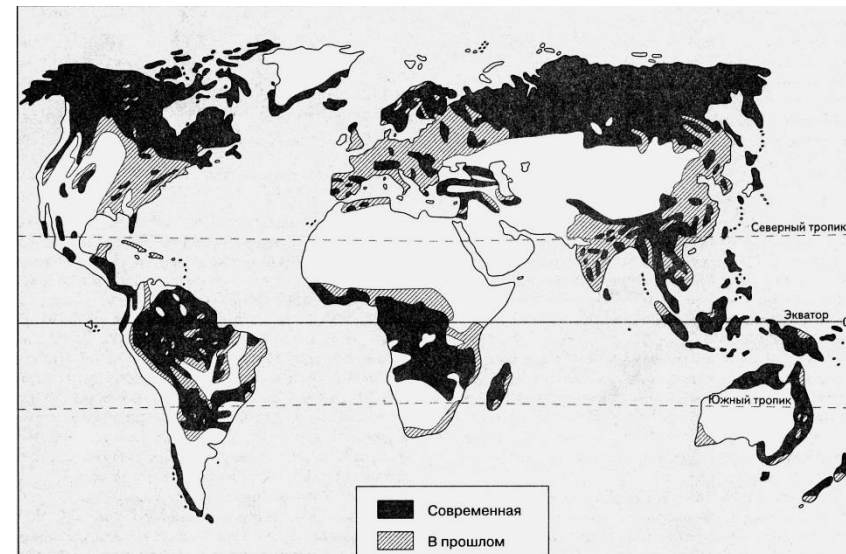 Северный тропик
Экватор
Южный тропик
Современная
В прошлом